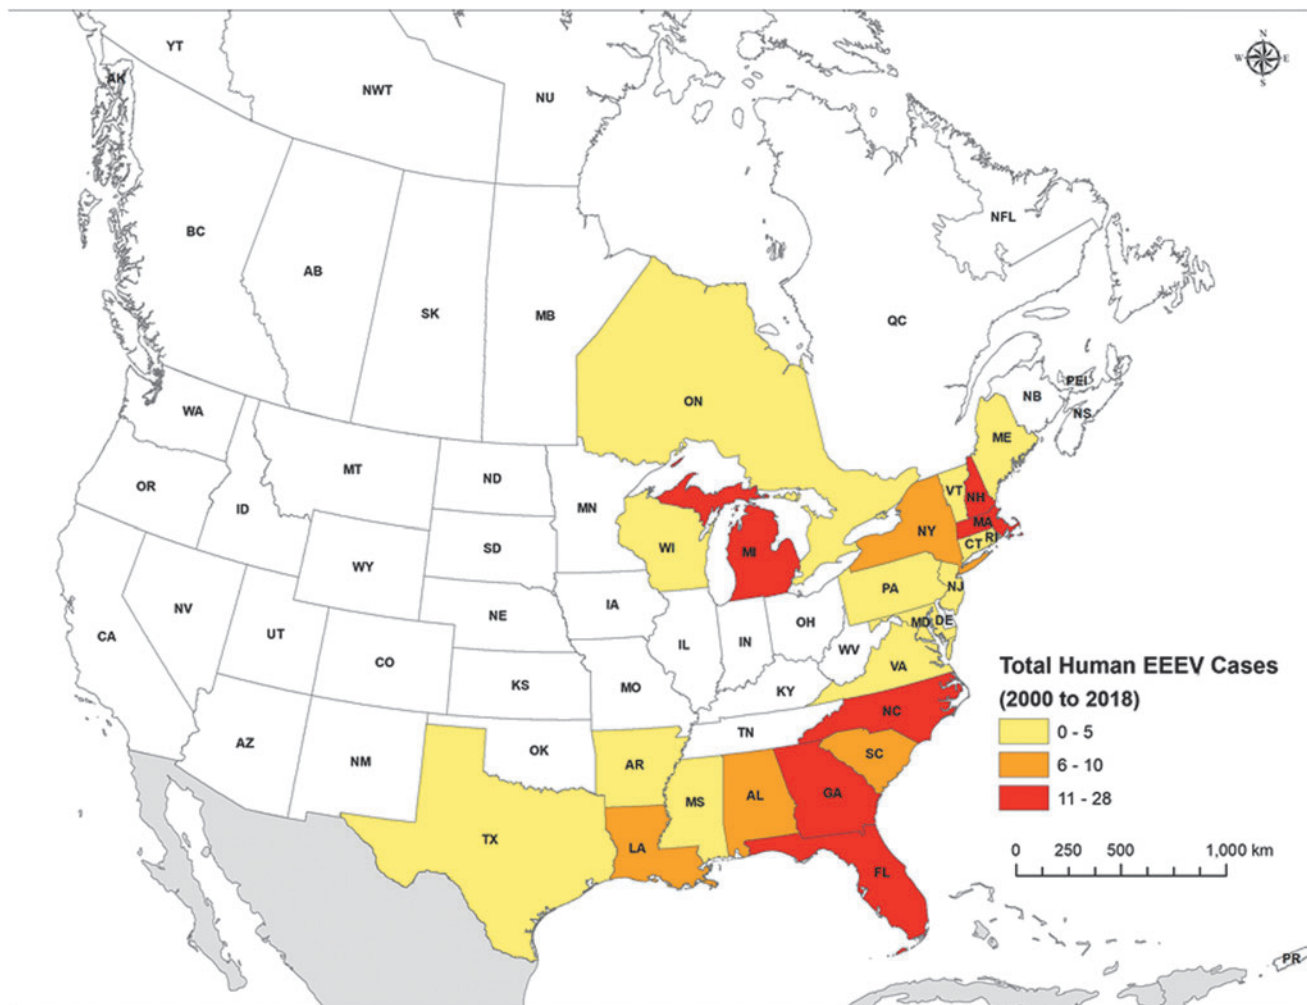 N
W E
S
YT
AK
NWT
NU
BC
AB
SK
MB
NFL
QC
ON
PEI
NB
NS
ME
WA
MT
ND
MN
OR
ID
SD
WI
MI
VT
NH
NY
MA
CT
RI
WY
NE
IA
PA
NJ
NV
UT
CO
IL
IN
OH
MD
DE
CA
KS
MO
WV
VA
KY
AZ
NM
OK
TN
NC
AR
SC
MS
AL
GA
TX
LA
FL
PR
Total Human EEEV Cases
(2000 to 2018)
0 - 5
6 - 10
11 - 28
0 250 500 1,000 km